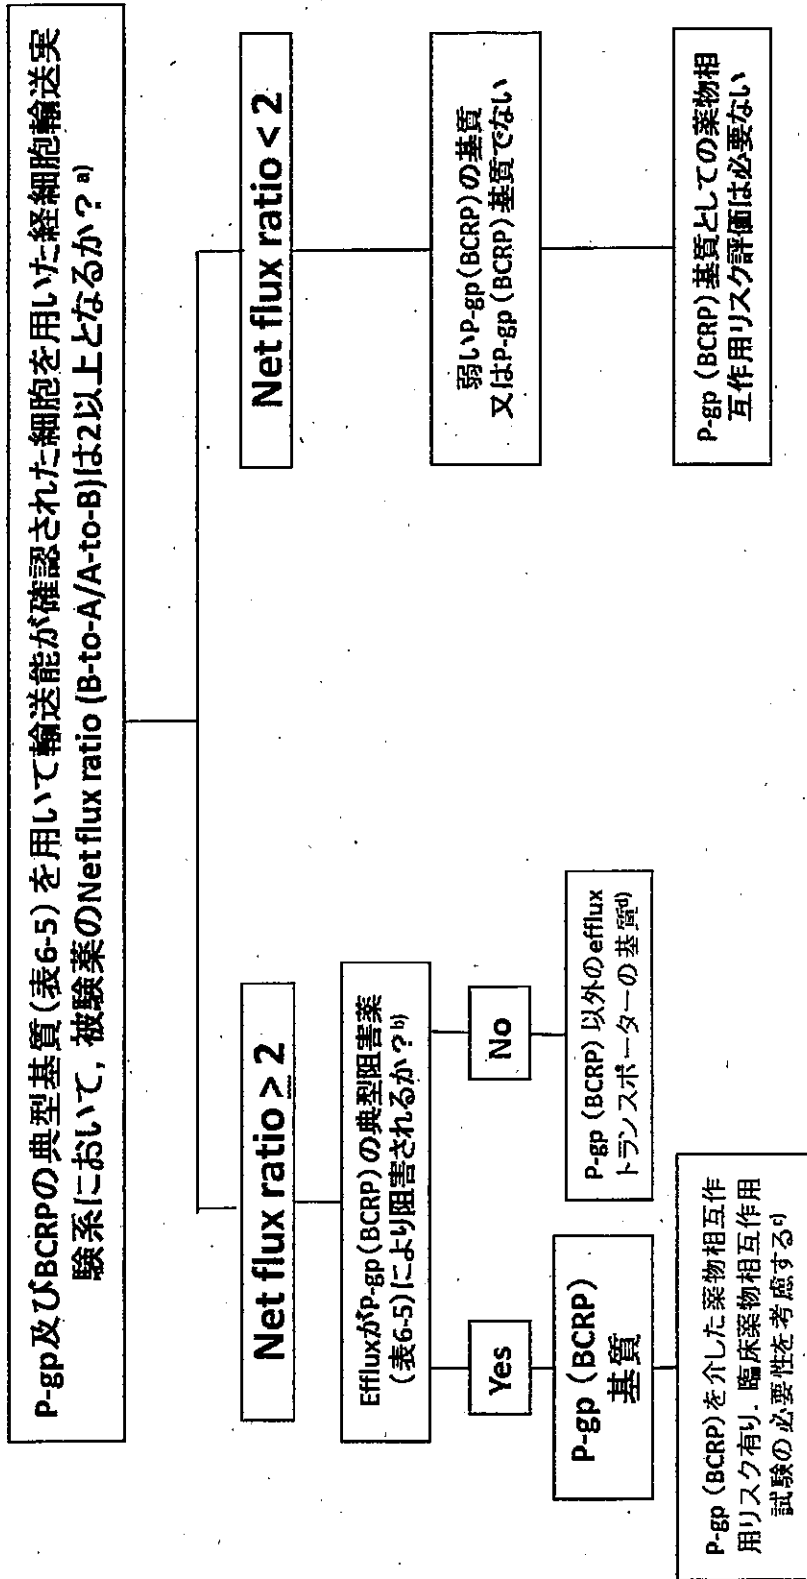 P-gp及びBCRPの典型基質(表6-5)を用いて輸送能が確認された細胞を用いた経細胞輸送実
験系において, 被験薬のNet flux ratio (B-to-A/A-to-B)は2以上となるか？a)
Net flux ratio > 2
Net flux ratio < 2
EffluxがP-gp(BCRP)の典型阻害薬
(表6-5)により阻害されるか？b)
弱いP-gp(BCRP)の基質
又はP-gp(BCRP)基質でない
Yes
No
P-gp(BCRP)
基質
P-gp(BCRP)以外のefflux
トランスポーターの基質d)
P-gp(BCRP)基質としての薬物相
互作用リスク評価は必要ない
P-gp(BCRP)を介した薬物相互作
用リスク有り. 臨床薬物相互作用
試験の必要性を考慮するc)